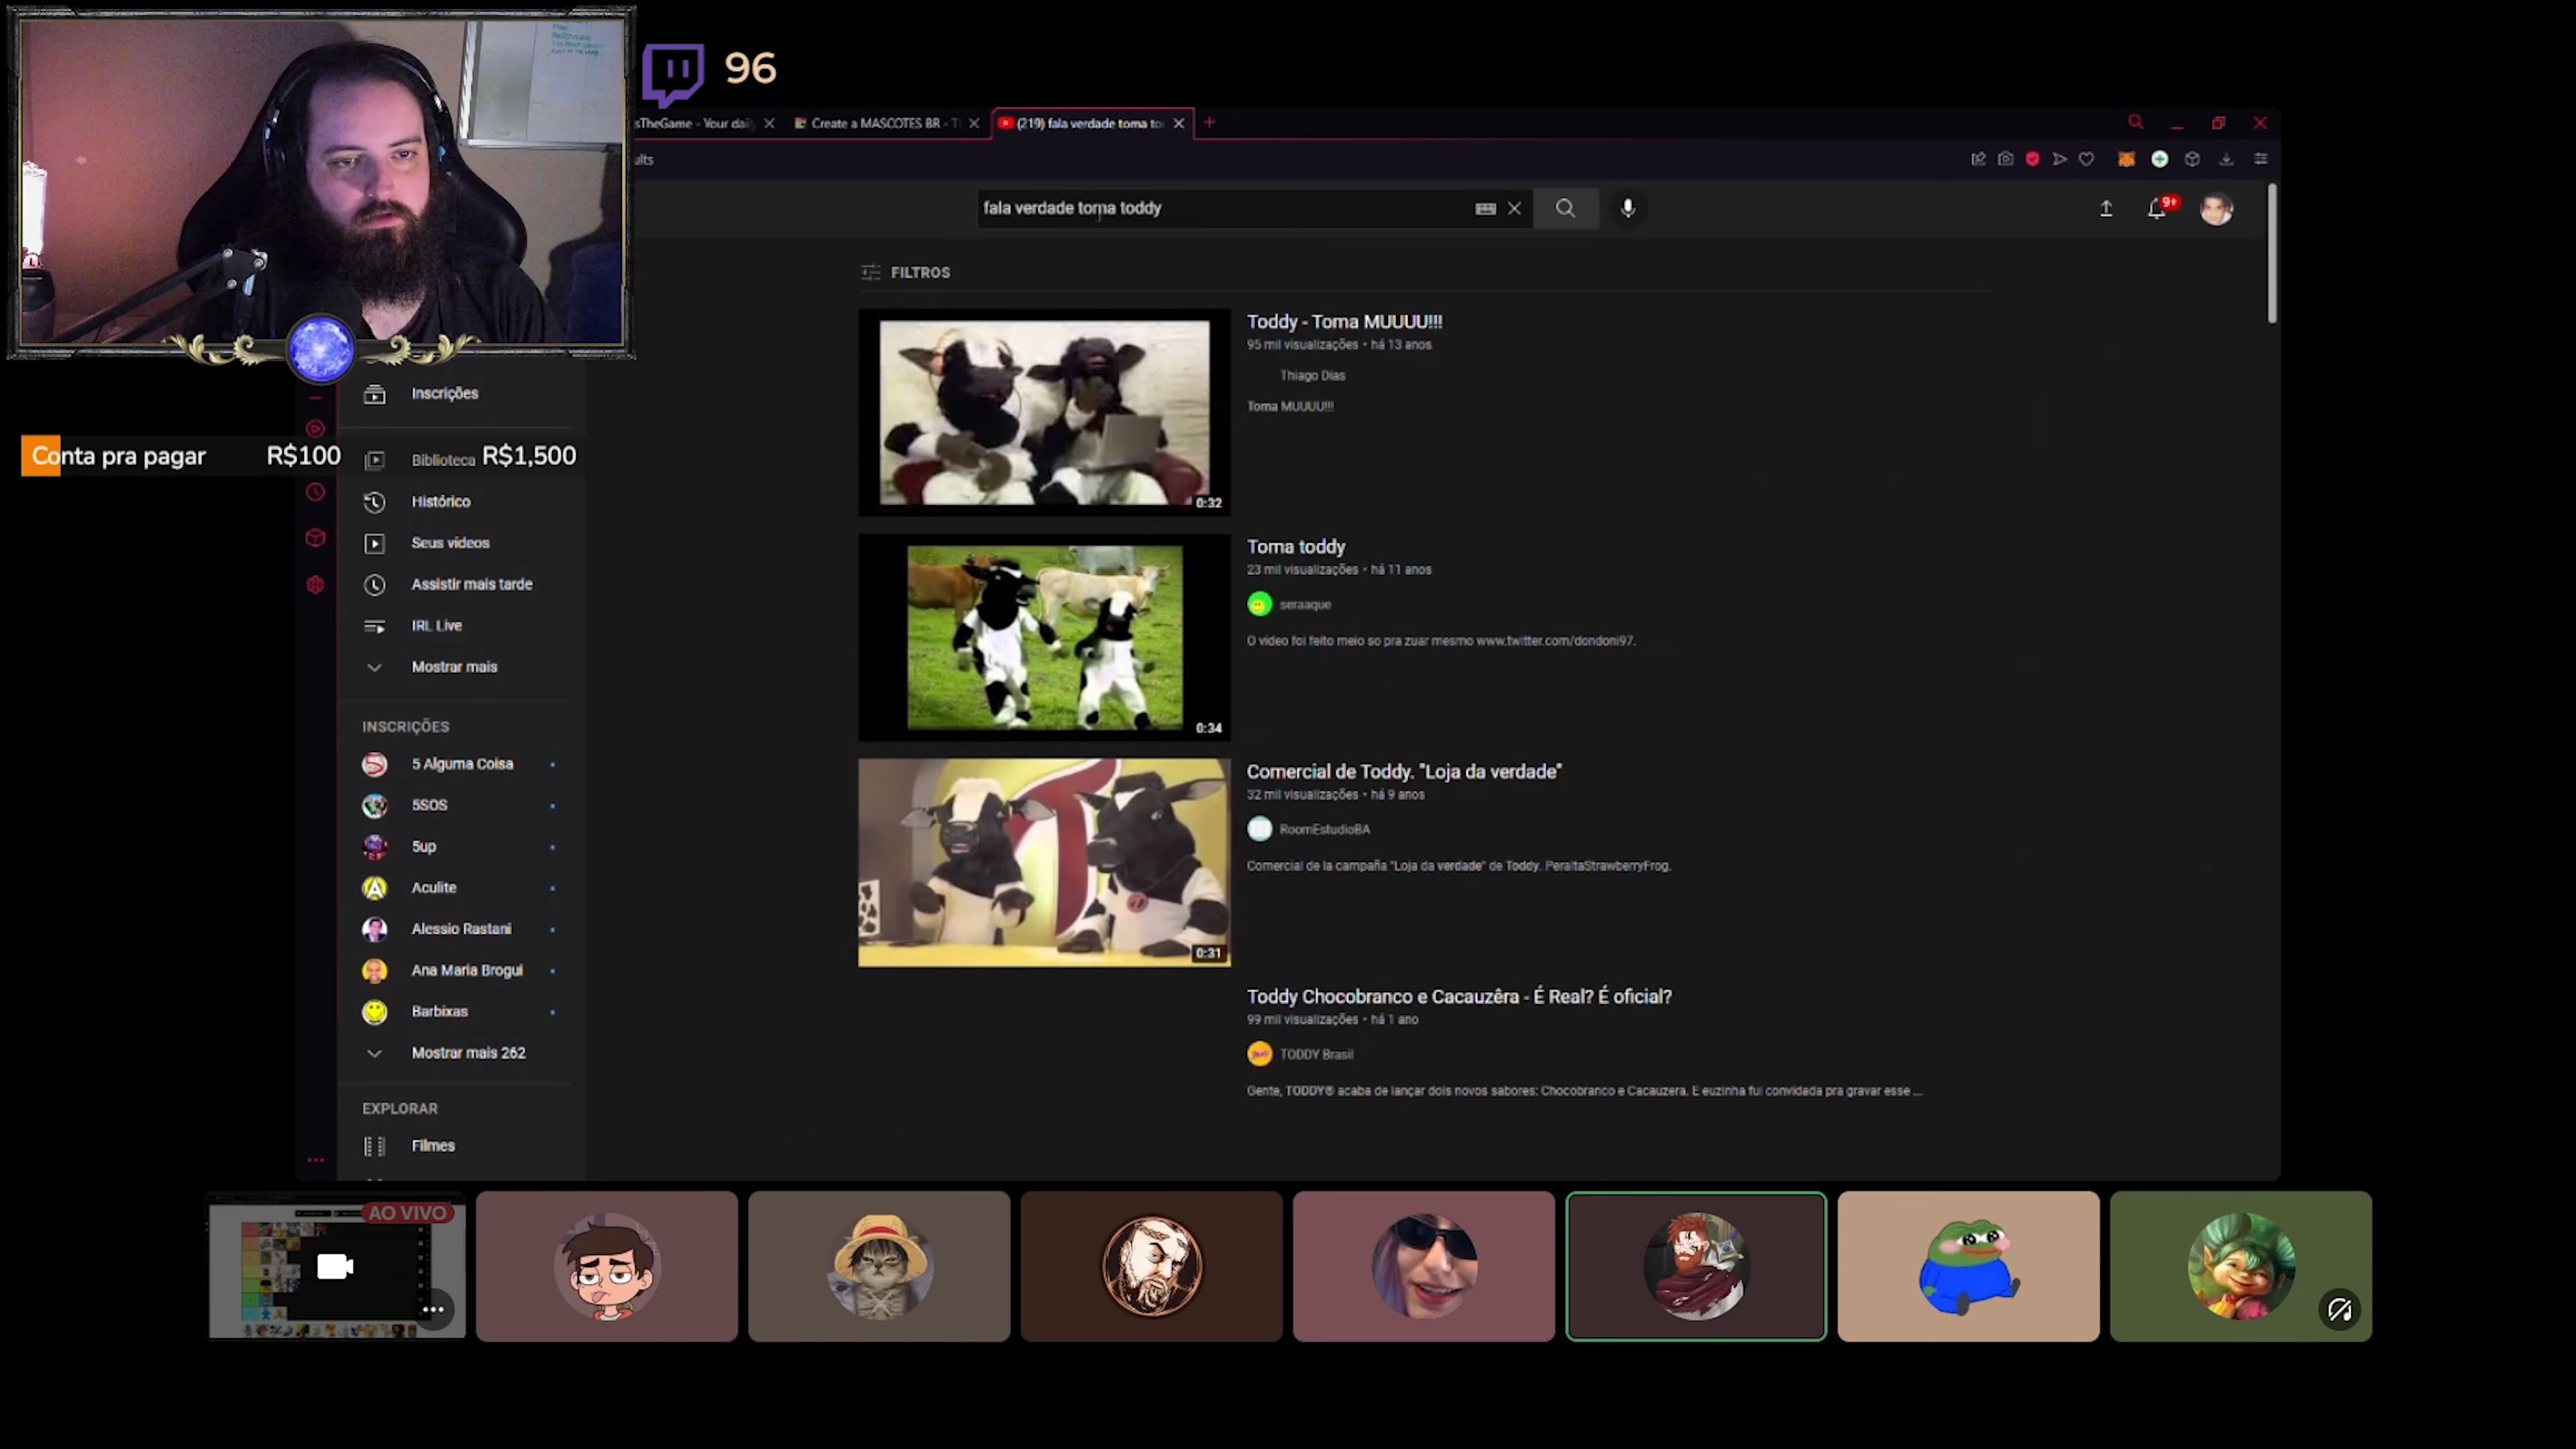 96
sTheGame - Your dai
Create a MASCOTES BR - Ti
(219) fala verdade toma to
ults
fala verdade toma toddy
9+
FILTROS
Toddy - Toma MUUUU!!!
95 mil visualizações • há 13 anos
Thiago Dias
Toma MUUUU!!!
0:32
Toma toddy
23 mil visualizações • há 11 anos
seraaque
O video foi feito meio so pra zuar mesmo www.twitter.com/dondoni97.
0:34
Comercial de Toddy. "Loja da verdade"
32 mil visualizações • há 9 anos
RoomEstudioBA
Comercial de la campaña "Loja da verdade" de Toddy. PeraltaStrawberryFrog.
0:31
Toddy Chocobranco e Cacauzêra - É Real? É oficial?
99 mil visualizações • há 1 ano
TODDY Brasil
Gente, TODDY® acaba de lançar dois novos sabores: Chocobranco e Cacauzera. E euzinha fui convidada pra gravar esse ...
Inscrições
Conta pra pagar R$100 R$1,500
Biblioteca
Histórico
Seus vídeos
Assistir mais tarde
IRL Live
Mostrar mais
INSCRIÇÕES
5 Alguma Coisa
5SOS
5up
Aculite
Alessio Rastani
Ana Maria Brogui
Barbixas
Mostrar mais 262
EXPLORAR
Filmes
AO VIVO